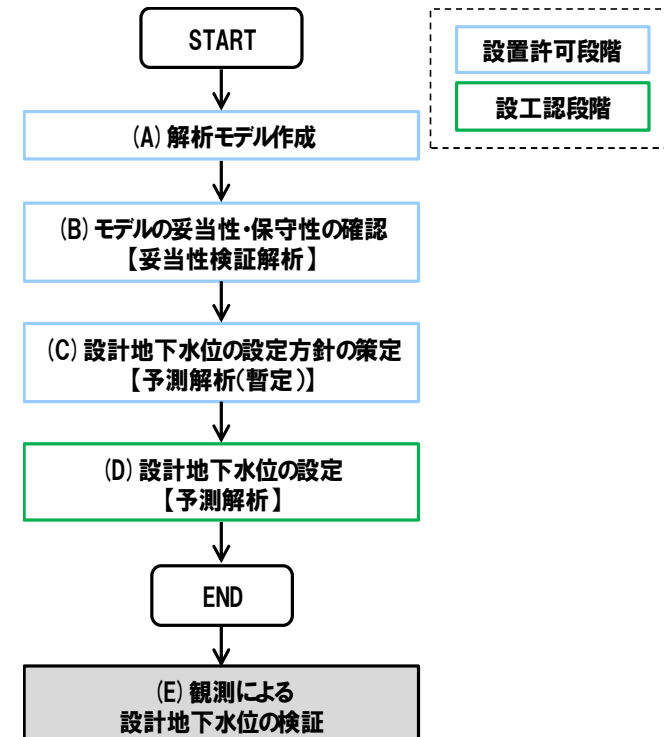 START
設置許可段階
設工認段階
(A)解析モデル作成
(B)モデルの妥当性・保守性の確認
【妥当性検証解析】
(C)設計地下水位の設定方針の策定
【予測解析(暫定)】
(D)設計地下水位の設定
【予測解析】
END
(E)観測による
設計地下水位の検証